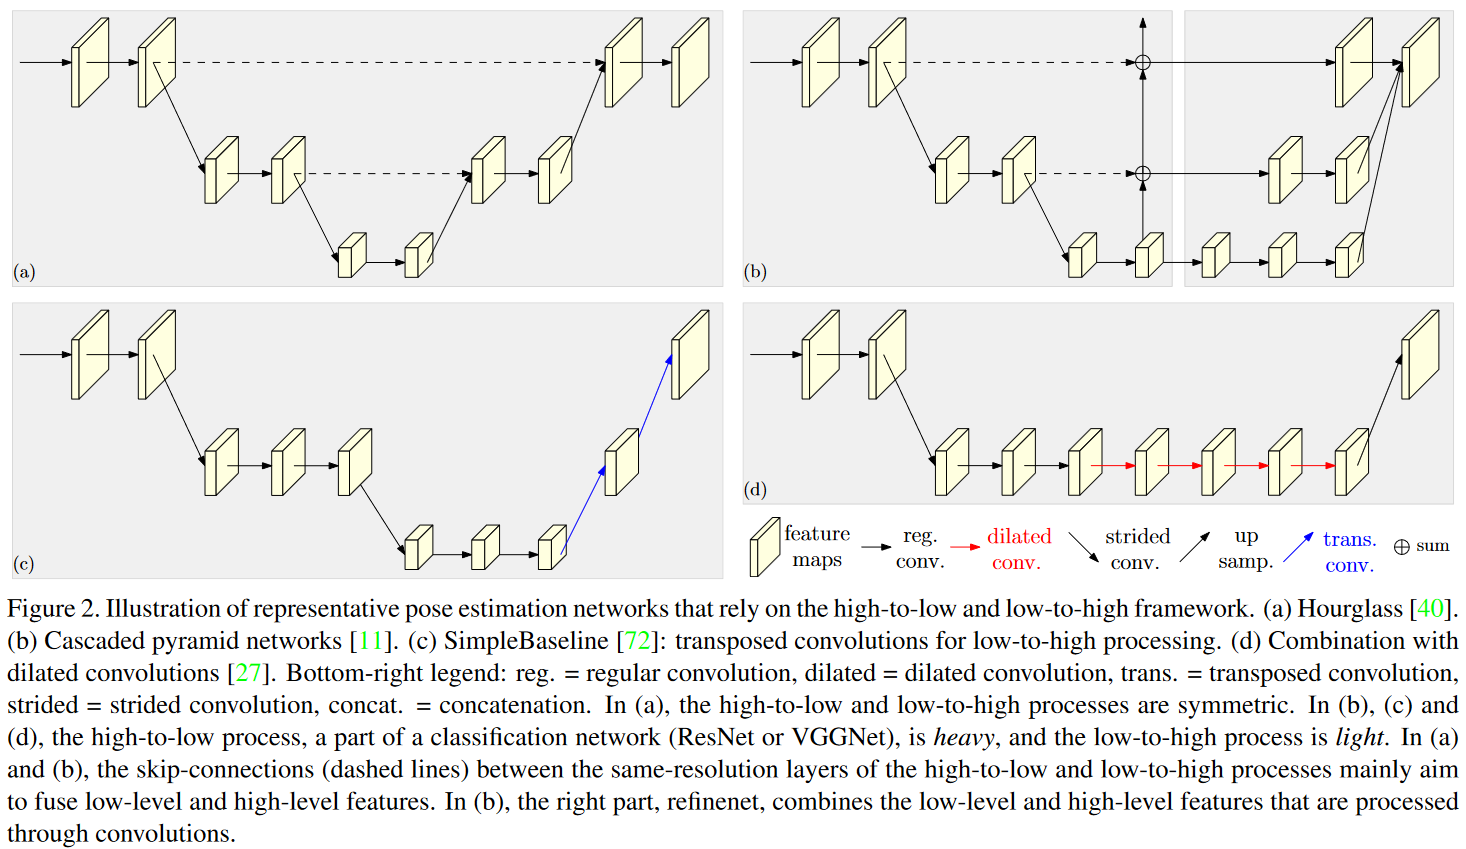 (a)
(b)
(c)
(d)
feature
maps
reg.
conv.
dilated
conv.
strided
conv.
up
samp.
trans.
conv.
sum
Figure 2. Illustration of representative pose estimation networks that rely on the high-to-low and low-to-high framework. (a) Hourglass [40].
(b) Cascaded pyramid networks [11]. (c) SimpleBaseline [72]: transposed convolutions for low-to-high processing. (d) Combination with
dilated convolutions [27]. Bottom-right legend: reg. = regular convolution, dilated = dilated convolution, trans. = transposed convolution,
strided = strided convolution, concat. = concatenation. In (a), the high-to-low and low-to-high processes are symmetric. In (b), (c) and
(d), the high-to-low process, a part of a classification network (ResNet or VGGNet), is heavy, and the low-to-high process is light. In (a)
and (b), the skip-connections (dashed lines) between the same-resolution layers of the high-to-low and low-to-high processes mainly aim
to fuse low-level and high-level features. In (b), the right part, refinenet, combines the low-level and high-level features that are processed
through convolutions.